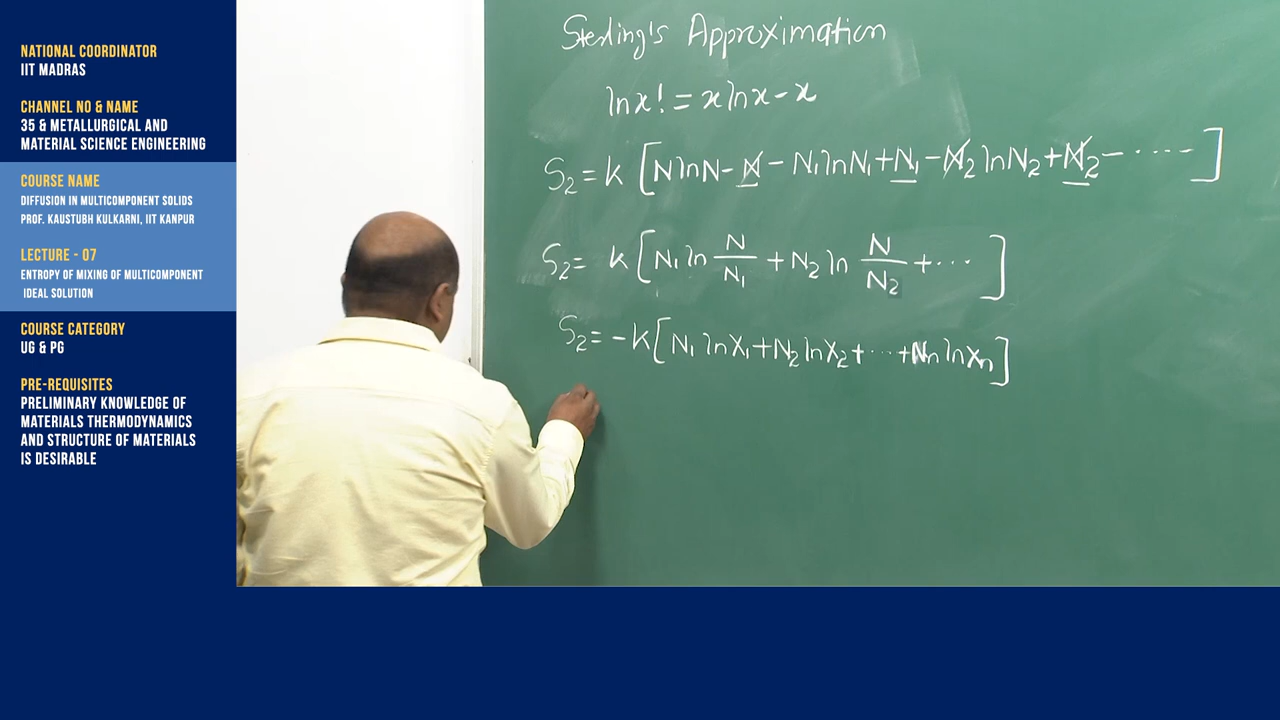 NATIONAL COORDINATOR
IIT MADRAS
CHANNEL NO & NAME
35 & METALLURGICAL AND
MATERIAL SCIENCE ENGINEERING
COURSE NAME
DIFFUSION IN MULTICOMPONENT SOLIDS
PROF. KAUSTUBH KULKARNI, IIT KANPUR
LECTURE - 07
ENTROPY OF MIXING OF MULTICOMPONENT
IDEAL SOLUTION
COURSE CATEGORY
UG & PG
PRE-REQUISITES
PRELIMINARY KNOWLEDGE OF
MATERIALS THERMODYNAMICS
AND STRUCTURE OF MATERIALS
IS DESIRABLE
Sterling's Approximation
ln x! = x ln x - x
S₂ = k [N ln N - N - N₁ ln N₁ + N₁ - N₂ ln N₂ + N₂ - ····· ]
S₂ = k [N₁ ln N/N₁ + N₂ ln N/N₂ + ··· ]
S₂ = -k [N₁ ln X₁ + N₂ ln X₂ + ··· + Nn ln Xn]